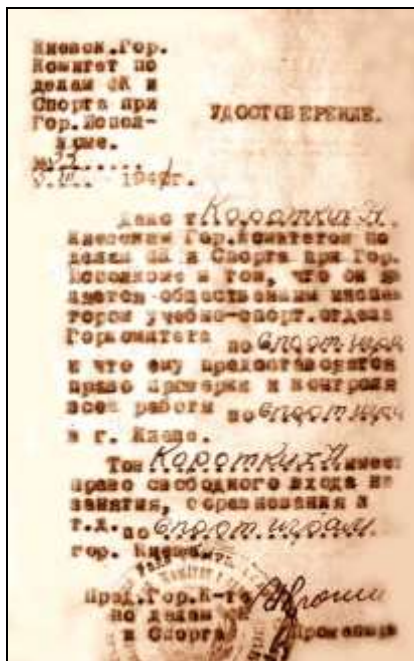 Киевск.Гор.
Комитет по
делам ФК и
Спорта при
Гор.Испол-
коме.
УДОСТОВЕРЕНИЕ.
194 г.
Дано т. Коротких
Киевским Гор.Комитетом по
делам ФК и Спорта при Гор.
Исполкоме в том, что он яв
ляется общественным инспек
тором учебно-спорт.отдела
Горкомитета по Спорт играм
и что ему предоставляется
право проверки и контроля
всей работы по Спорт играм
в г. Киеве.
Тов Коротких имеет
право свободного входа на
занятия, соревнования и
т.д. по Спорт играм.
гор. Киева.
Пред.Гор.К-та
по делам ФК
и Спорта